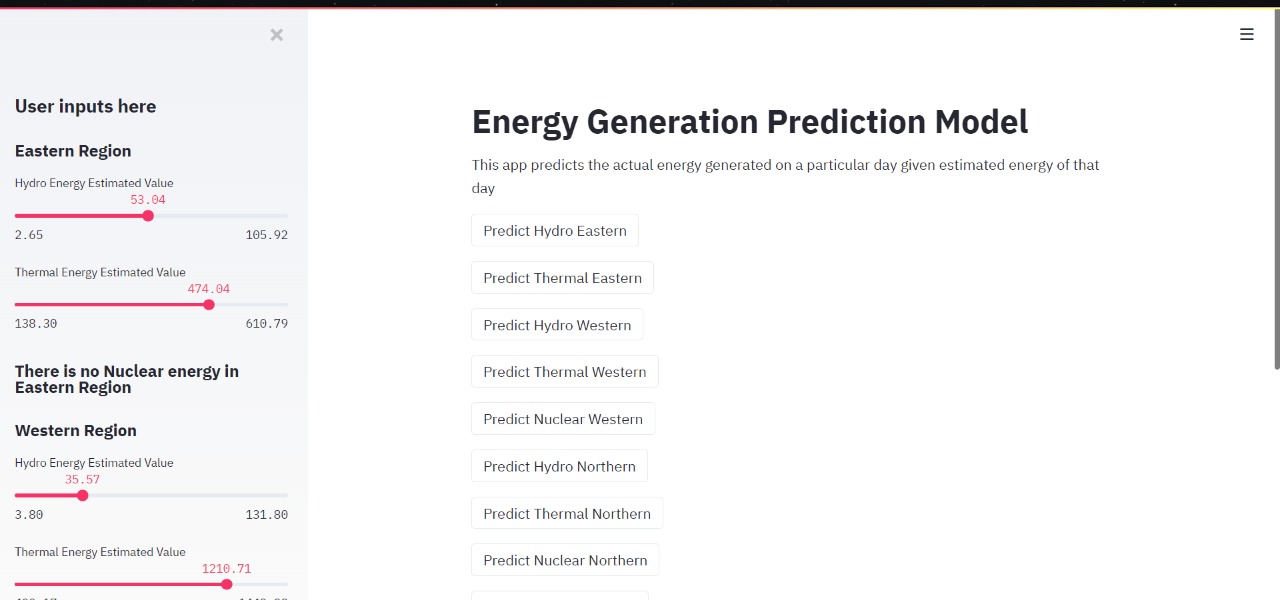 User inputs here
Eastern Region
Hydro Energy Estimated Value
53.04
2.65 105.92
Thermal Energy Estimated Value
474.04
138.30 610.79
There is no Nuclear energy in
Eastern Region
Western Region
Hydro Energy Estimated Value
35.57
3.80 131.80
Thermal Energy Estimated Value
1210.71
Energy Generation Prediction Model
This app predicts the actual energy generated on a particular day given estimated energy of that
day
Predict Hydro Eastern
Predict Thermal Eastern
Predict Hydro Western
Predict Thermal Western
Predict Nuclear Western
Predict Hydro Northern
Predict Thermal Northern
Predict Nuclear Northern